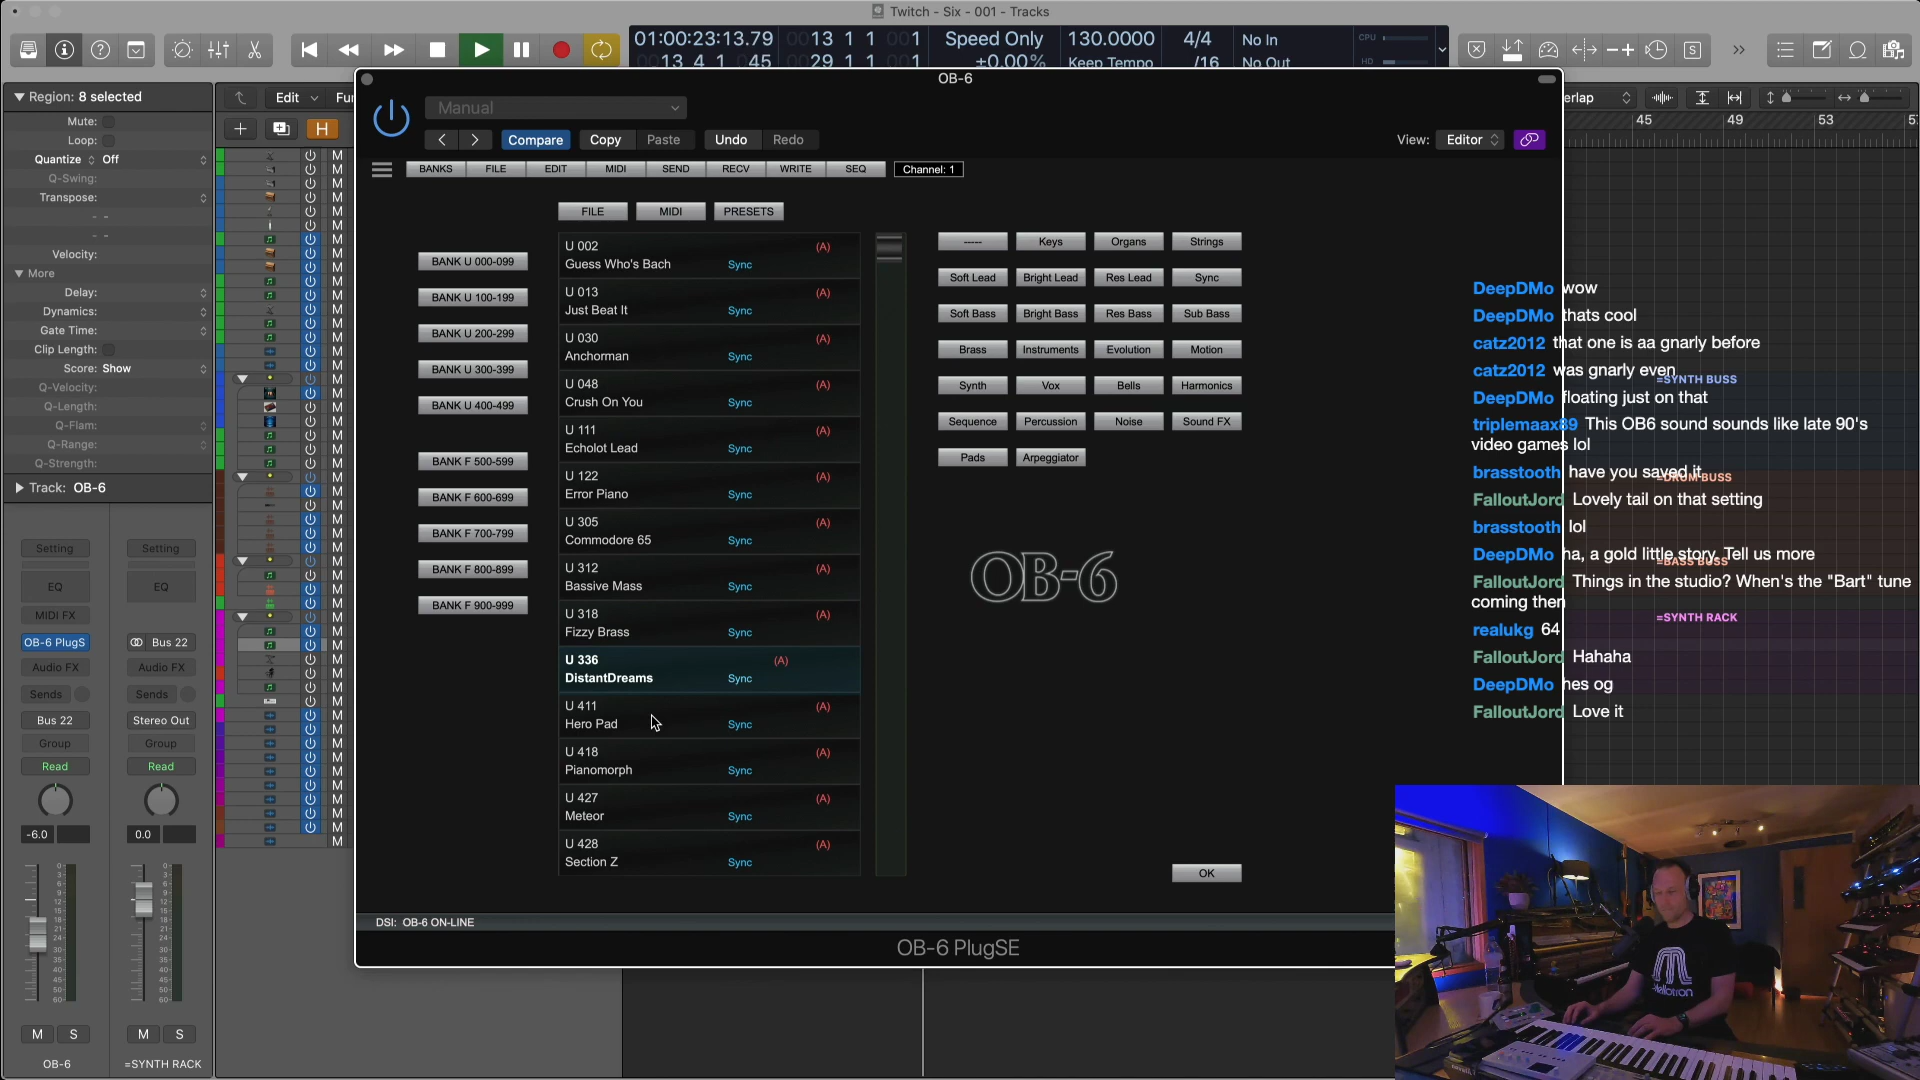 Twitch - Six - 001 - Tracks
01:00:23:13.79
0013 1 1 001
Speed Only
130.0000
4/4
No In
CPU
13 4 1 45
29 1 1 1
±0.00%
Keep Tempo
/16
No Out
HD
OB-6
Region: 8 selected
Edit
Manual
45
49
53
Compare
Copy
Paste
Undo
Redo
View:
Editor
BANKS
FILE
EDIT
MIDI
SEND
RECV
WRITE
SEQ
Channel: 1
FILE
MIDI
PRESETS
Mute:
Loop:
Quantize
Off
Q-Swing:
Transpose:
Velocity:
More
Delay:
Dynamics:
Gate Time:
Clip Length:
Score: Show
Q-Velocity:
Q-Length:
Q-Flam:
Q-Range:
Q-Strength:
Track: OB-6
BANK U 000-099
BANK U 100-199
BANK U 200-299
BANK U 300-399
BANK U 400-499
BANK F 500-599
BANK F 600-699
BANK F 700-799
BANK F 800-899
BANK F 900-999
U 002 (A)
Guess Who's Bach Sync
U 013 (A)
Just Beat It Sync
U 030 (A)
Anchorman Sync
U 048 (A)
Crush On You Sync
U 111 (A)
Echolot Lead Sync
U 122 (A)
Error Piano Sync
U 305 (A)
Commodore 65 Sync
U 312 (A)
Bassive Mass Sync
U 318 (A)
Fizzy Brass Sync
U 336 (A)
DistantDreams Sync
U 411 (A)
Hero Pad Sync
U 418 (A)
Pianomorph Sync
U 427 (A)
Meteor Sync
U 428 (A)
Section Z Sync
----- Keys Organs Strings
Soft Lead Bright Lead Res Lead Sync
Soft Bass Bright Bass Res Bass Sub Bass
Brass Instruments Evolution Motion
Synth Vox Bells Harmonics
Sequence Percussion Noise Sound FX
Pads Arpeggiator
OB-6
OK
DSI: OB-6 ON-LINE
OB-6 PlugSE
DeepDMo wow
DeepDMo thats cool
catz2012 that one is aa gnarly before
catz2012 was gnarly even
=SYNTH BUSS
DeepDMo floating just on that
triplemaax89 This OB6 sound sounds like late 90's
video games lol
brasstooth have you saved it
=DRUM BUSS
FalloutJord Lovely tail on that setting
brasstooth lol
DeepDMo ha, a gold little story. Tell us more
=BASS BUSS
FalloutJord Things in the studio? When's the "Bart" tune
coming then
realukg 64
=SYNTH RACK
FalloutJord Hahaha
DeepDMo hes og
FalloutJord Love it
Setting Setting
EQ EQ
MIDI FX
OB-6 PlugS Bus 22
Audio FX Audio FX
Sends Sends
Bus 22 Stereo Out
Group Group
Read Read
-6.0 0.0
M S M S
OB-6 =SYNTH RACK
Mellotron